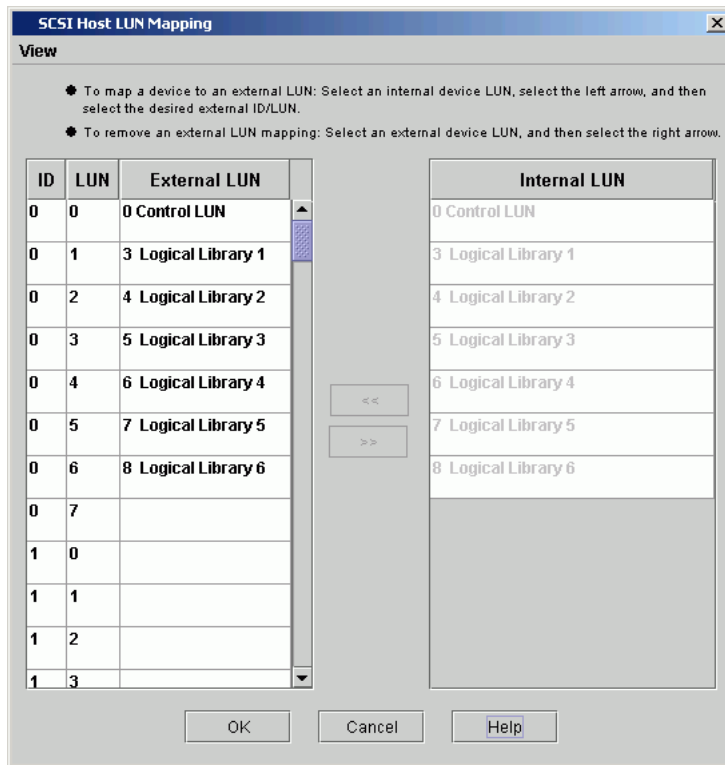 SCSI Host LUN Mapping
View
To map a device to an external LUN: Select an internal device LUN, select the left arrow, and then
select the desired external ID/LUN.
To remove an external LUN mapping: Select an external device LUN, and then select the right arrow.
ID LUN External LUN Internal LUN
0 0 0 Control LUN 0 Control LUN
0 1 3 Logical Library 1 3 Logical Library 1
0 2 4 Logical Library 2 4 Logical Library 2
0 3 5 Logical Library 3 5 Logical Library 3
0 4 6 Logical Library 4 6 Logical Library 4
<<
0 5 7 Logical Library 5 7 Logical Library 5
>>
0 6 8 Logical Library 6 8 Logical Library 6
0 7
1 0
1 1
1 2
1 3
OK Cancel Help